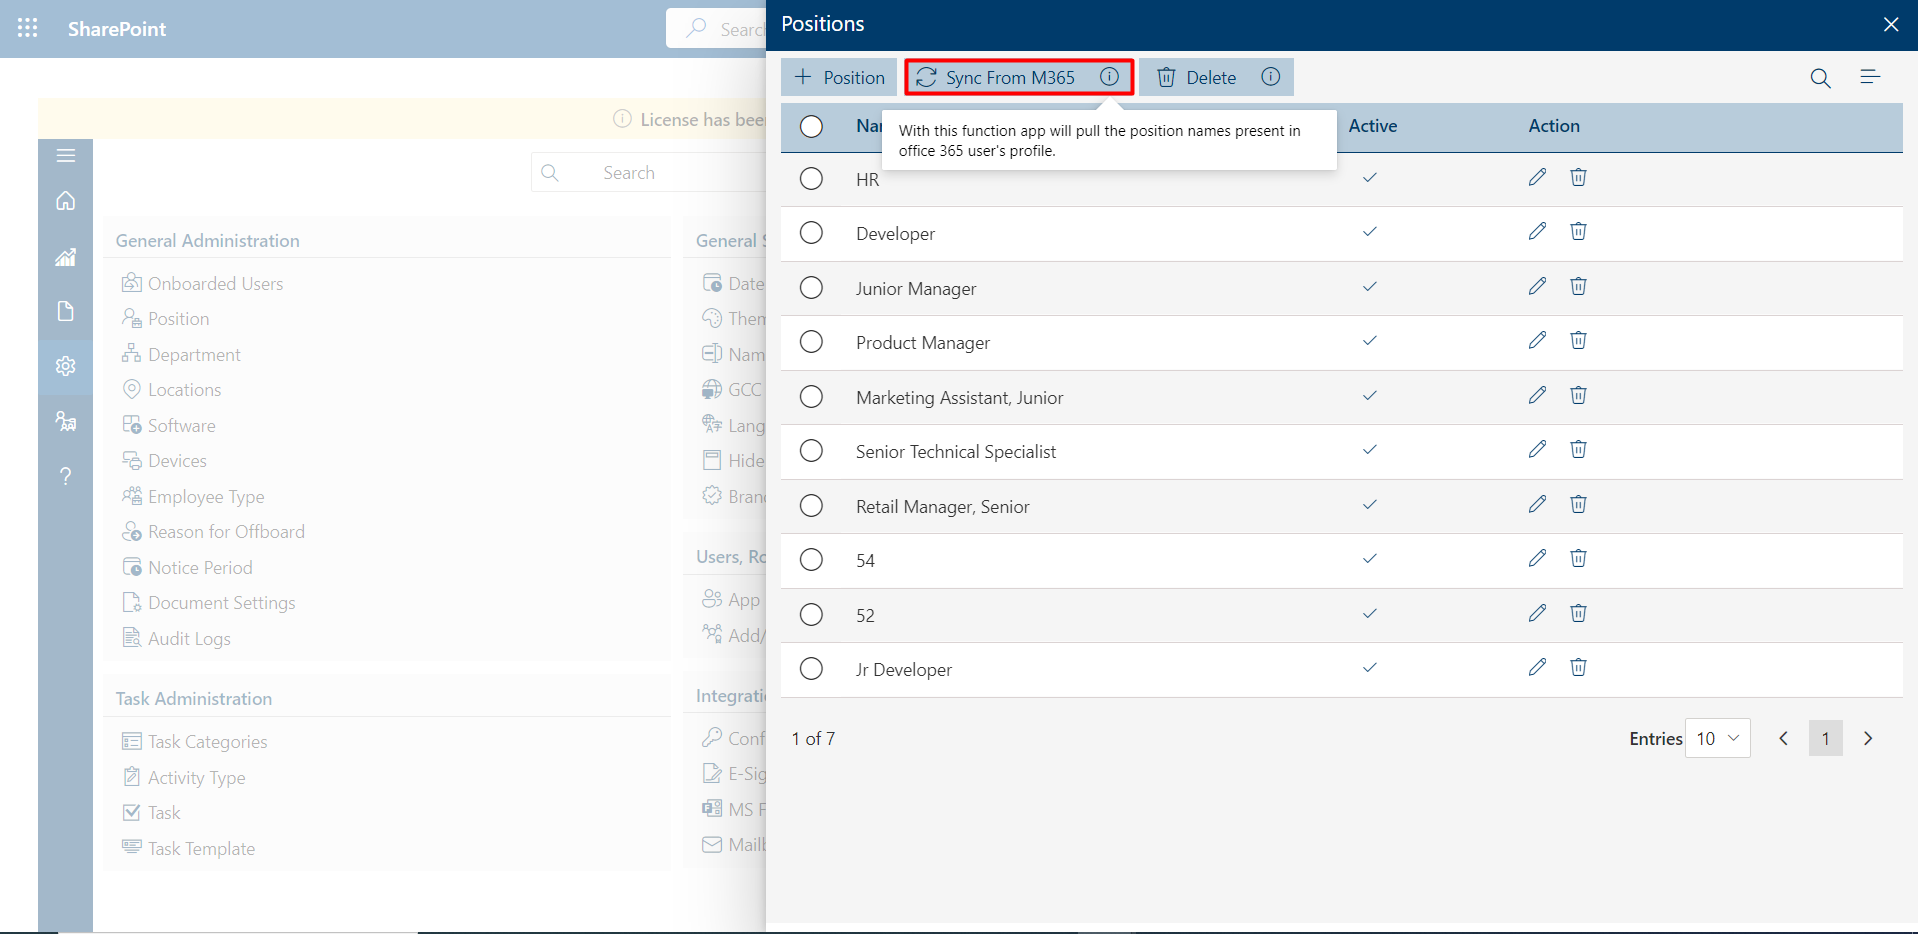 SharePoint
Search
License has been
Search
General Administration
Onboarded Users
Position
Department
Locations
Software
Devices
Employee Type
Reason for Offboard
Notice Period
Document Settings
Audit Logs
Task Administration
Task Categories
Activity Type
Task
Task Template
General S
Date
Them
Nam
GCC
Lang
Hide
Brand
Users, Ro
App
Add/
Integrati
Conf
E-Sig
MS F
Mailb
Positions
Position
Sync From M365
Delete
Nam
Active
Action
With this function app will pull the position names present in
office 365 user's profile.
HR
Developer
Junior Manager
Product Manager
Marketing Assistant, Junior
Senior Technical Specialist
Retail Manager, Senior
54
52
Jr Developer
1 of 7
Entries 10
1